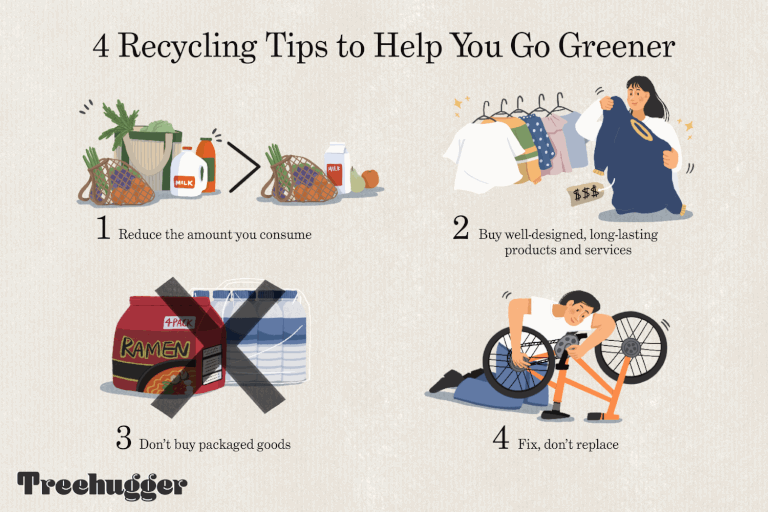 4 Recycling Tips to Help You Go Greener
MILK
MILK
1 Reduce the amount you consume
$$$
2 Buy well-designed, long-lasting
products and services
4-PACK
RAMEN
3 Don't buy packaged goods
4 Fix, don't replace
Treehugger